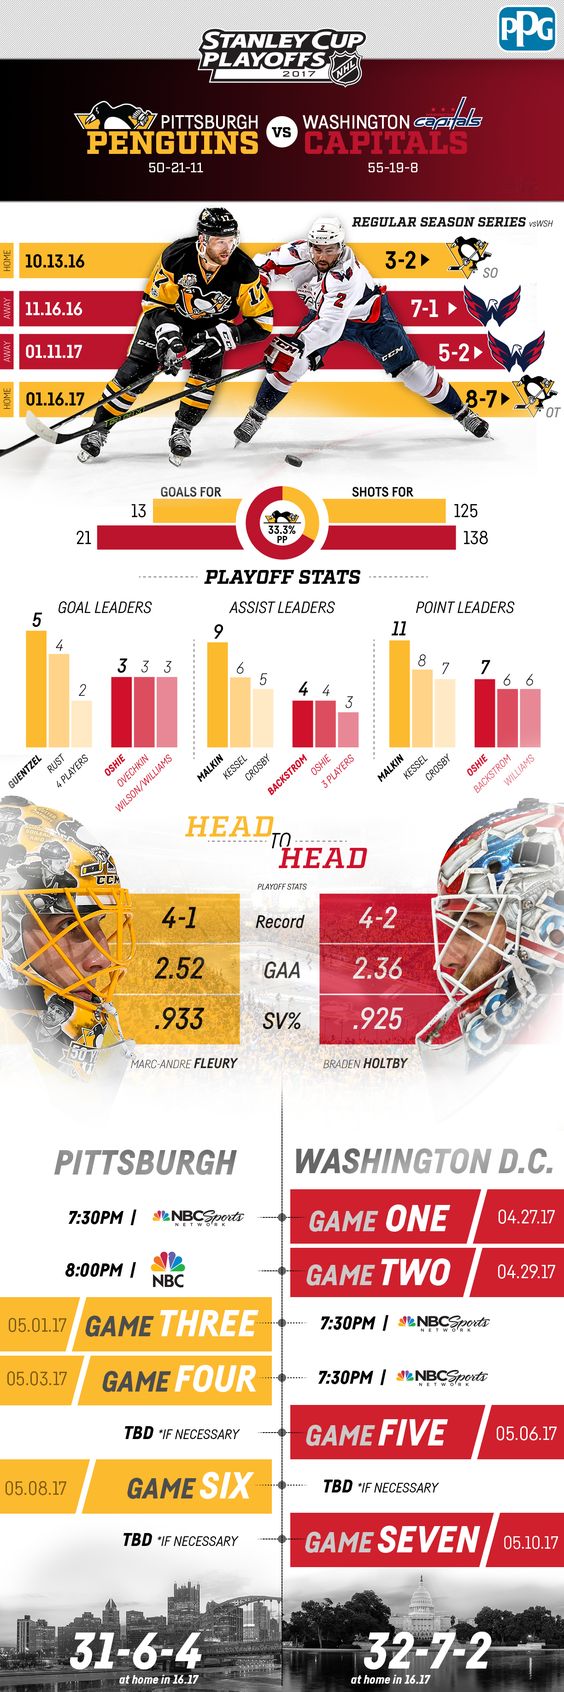 PPG
STANLEY CUP
PLAYOFFS
2017
NHL
PITTSBURGH
PENGUINS
50-21-11
VS
WASHINGTON capitals
CAPITALS
55-19-8
REGULAR SEASON SERIES vsWSH
HOME 10.13.16 3-2 SO
AWAY 11.16.16 7-1
AWAY 01.11.17 5-2
HOME 01.16.17 8-7 OT
GOALS FOR
SHOTS FOR
13
125
21
138
33.3%
PP
PLAYOFF STATS
GOAL LEADERS
5
4
2
3
3
3
GUENTZEL
RUST
4 PLAYERS
OSHIE
OVECHKIN
WILSON/WILLIAMS
ASSIST LEADERS
9
6
5
4
4
3
MALKIN
KESSEL
CROSBY
BACKSTROM
OSHIE
3 PLAYERS
POINT LEADERS
11
8
7
7
6
6
MALKIN
KESSEL
CROSBY
OSHIE
BACKSTROM
WILLIAMS
HEAD
TO
HEAD
PLAYOFF STATS
4-1 Record 4-2
2.52 GAA 2.36
.933 SV% .925
MARC-ANDRE FLEURY
BRADEN HOLTBY
PITTSBURGH
WASHINGTON D.C.
7:30PM | NBCSports NETWORK
GAME ONE 04.27.17
8:00PM | NBC
GAME TWO 04.29.17
05.01.17 GAME THREE
7:30PM | NBCSports NETWORK
05.03.17 GAME FOUR
7:30PM | NBCSports NETWORK
TBD *IF NECESSARY
GAME FIVE 05.06.17
05.08.17 GAME SIX
TBD *IF NECESSARY
TBD *IF NECESSARY
GAME SEVEN 05.10.17
31-6-4
at home in 16.17
32-7-2
at home in 16.17